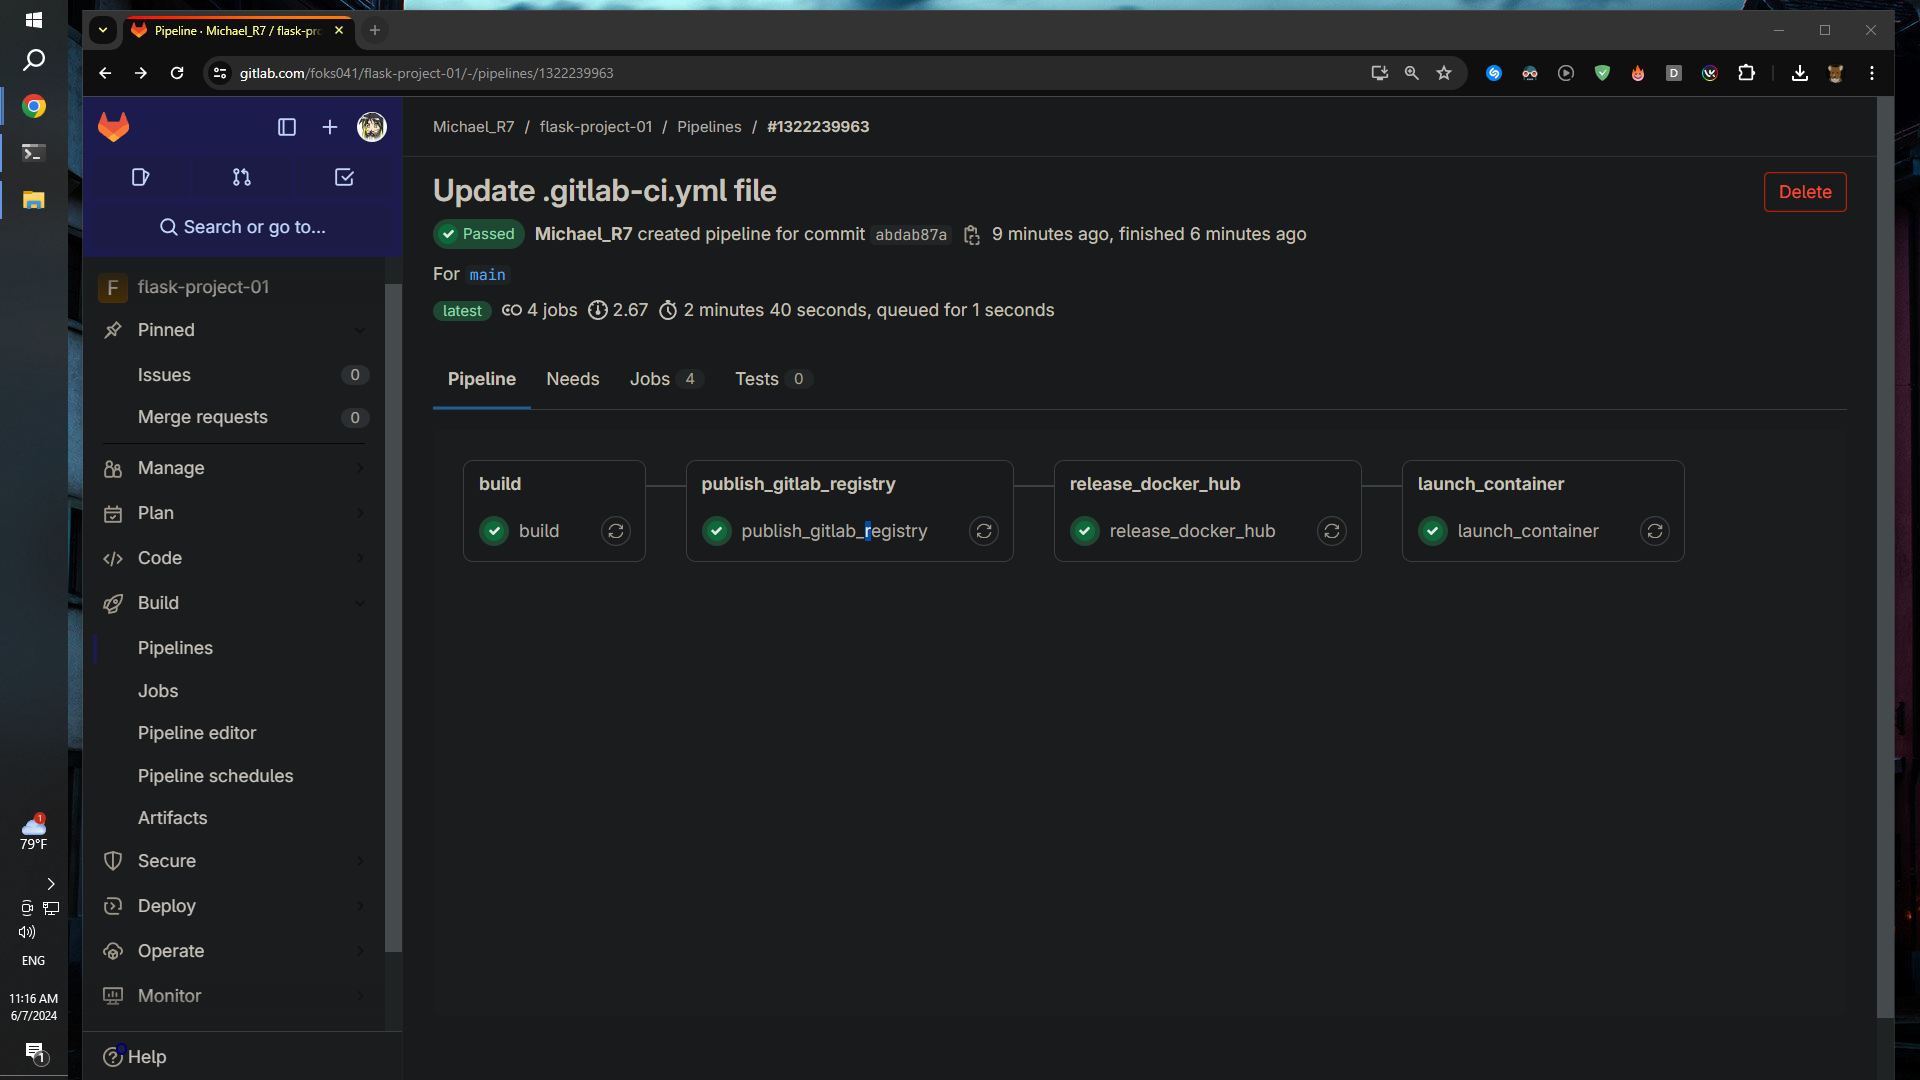 Pipeline · Michael_R7 / flask-pr
gitlab.com/foks041/flask-project-01/-/pipelines/1322239963
D
Search or go to...
F flask-project-01
Pinned
Issues 0
Merge requests 0
Manage
Plan
Code
Build
Pipelines
Jobs
Pipeline editor
Pipeline schedules
Artifacts
Secure
Deploy
Operate
Monitor
Help
Michael_R7 / flask-project-01 / Pipelines / #1322239963
Update .gitlab-ci.yml file
Delete
Passed Michael_R7 created pipeline for commit abdab87a 9 minutes ago, finished 6 minutes ago
For main
latest 4 jobs 2.67 2 minutes 40 seconds, queued for 1 seconds
Pipeline Needs Jobs 4 Tests 0
build
build
publish_gitlab_registry
publish_gitlab_registry
release_docker_hub
release_docker_hub
launch_container
launch_container
1
79°F
ENG
11:16 AM
6/7/2024
1